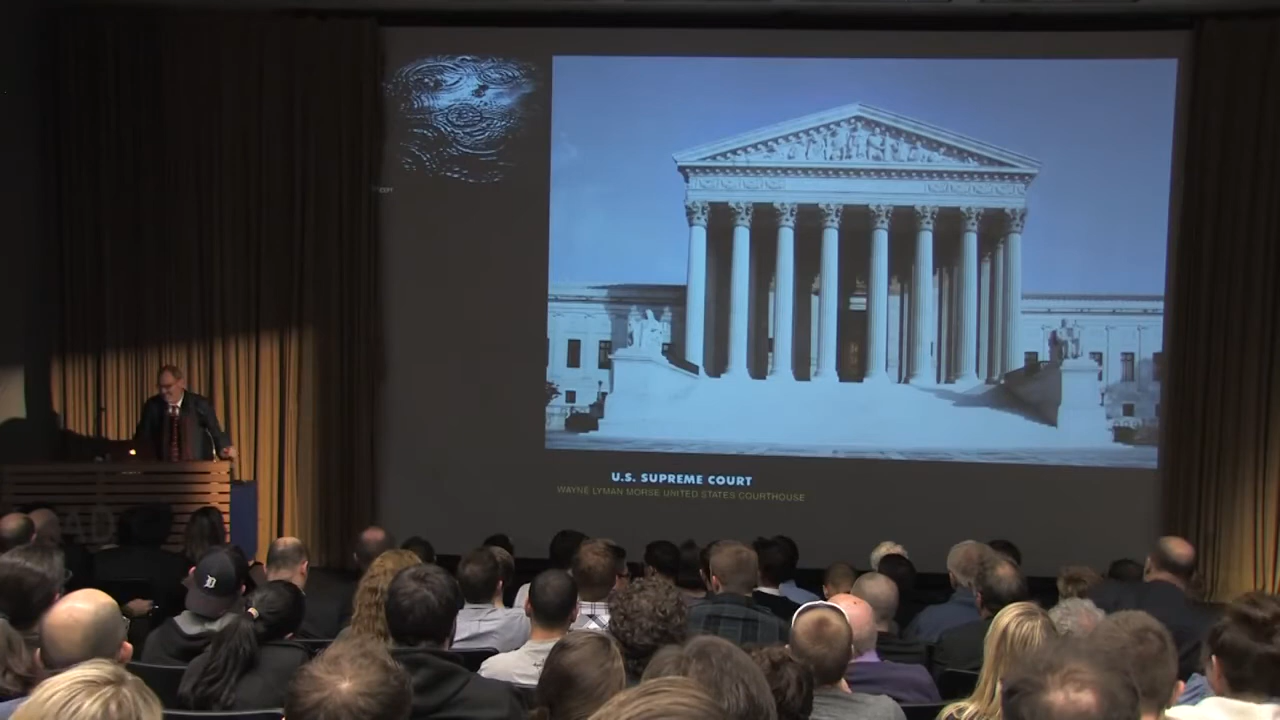 U.S. SUPREME COURT
WAYNE LYMAN MORSE UNITED STATES COURTHOUSE
D